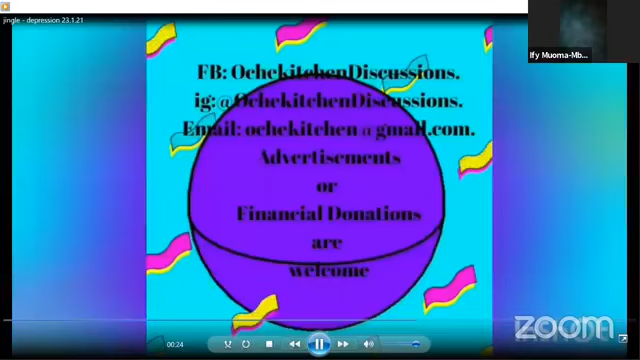 jingle - depression 23.1.21
Ify Muoma-Mb...
FB: OchekitchenDiscussions.
ig: @OchekitchenDiscussions.
Email: ochekitchen@gmail.com.
Advertisements
or
Financial Donations
are
welcome
00:24
zoom